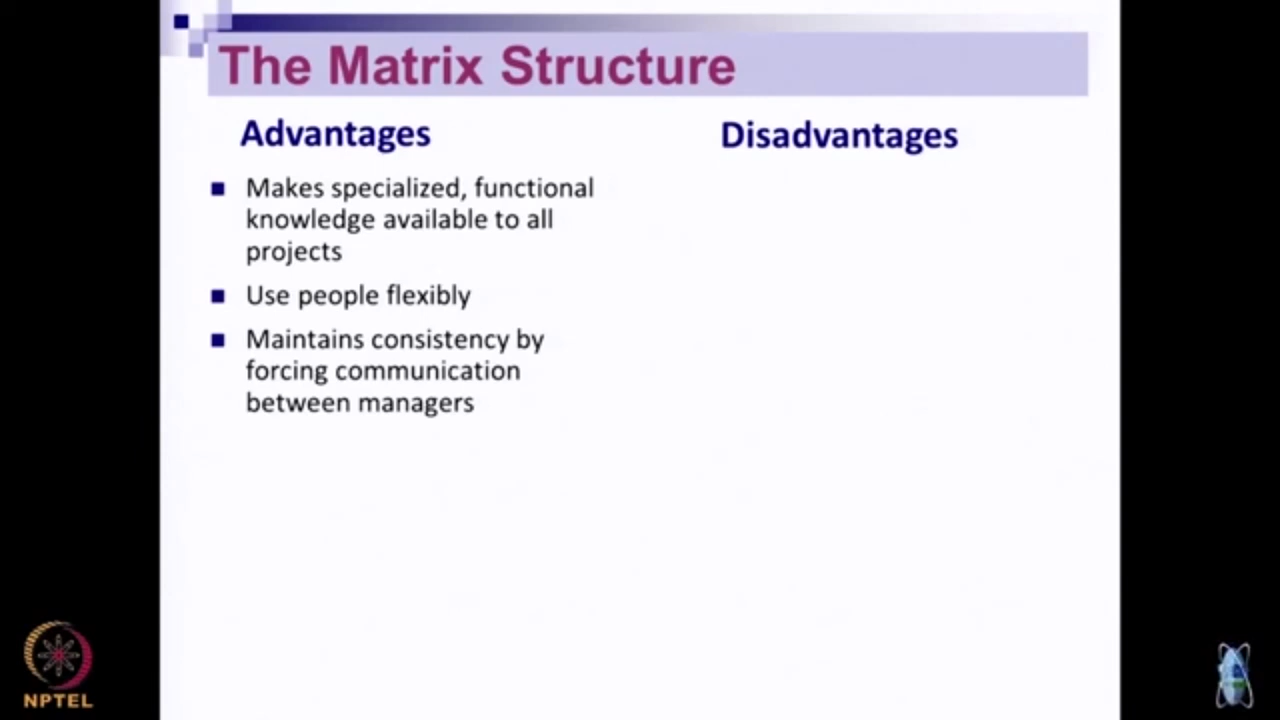 The Matrix Structure
Advantages
Disadvantages
Makes specialized, functional
knowledge available to all
projects
Use people flexibly
Maintains consistency by
forcing communication
between managers
NPTEL